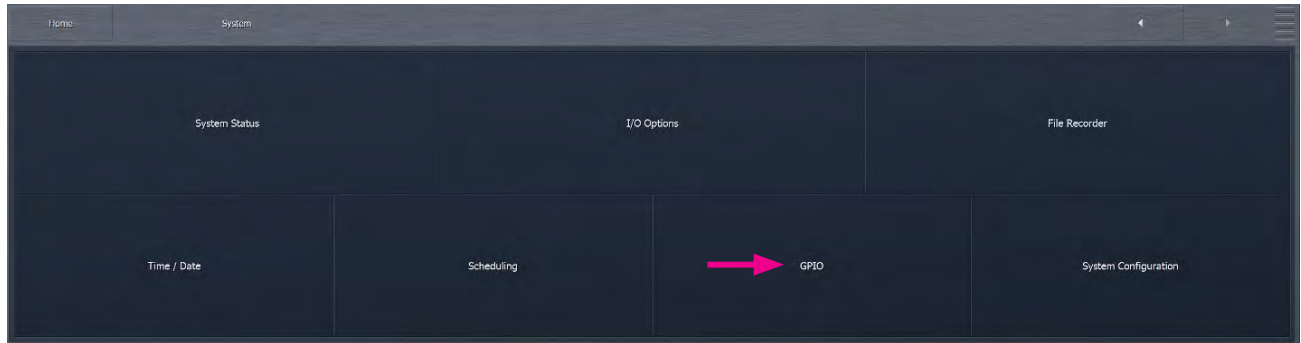 Home System
System Status I/O Options File Recorder
Time / Date Scheduling GPIO System Configuration